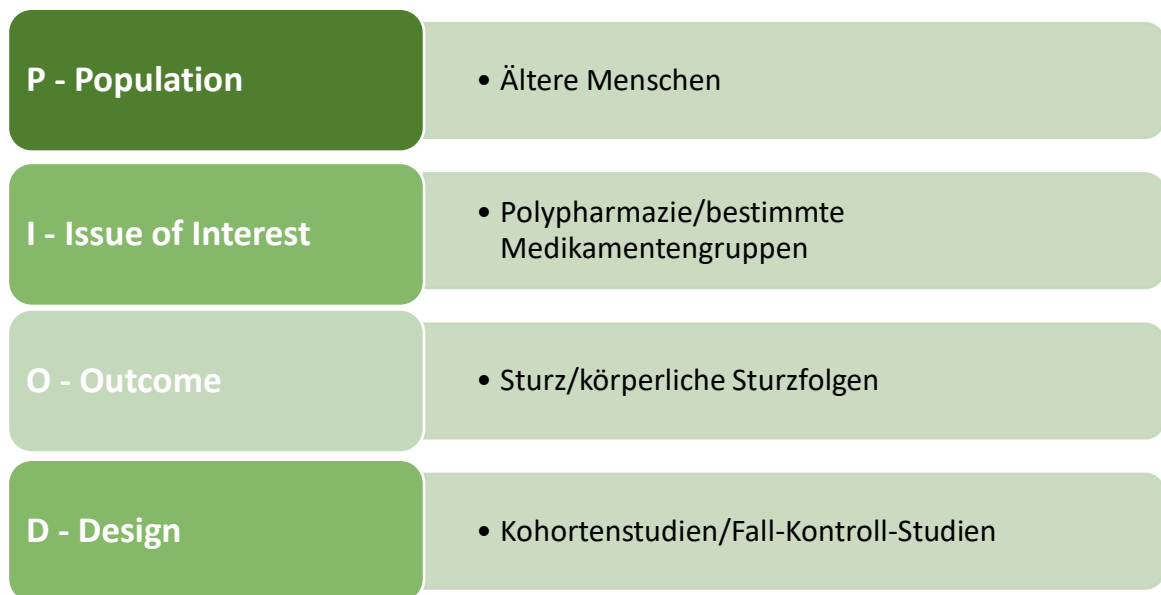 P - Population
• Ältere Menschen
I - Issue of Interest
• Polypharmazie/bestimmte
Medikamentengruppen
O - Outcome
• Sturz/körperliche Sturzfolgen
D - Design
• Kohortenstudien/Fall-Kontroll-Studien